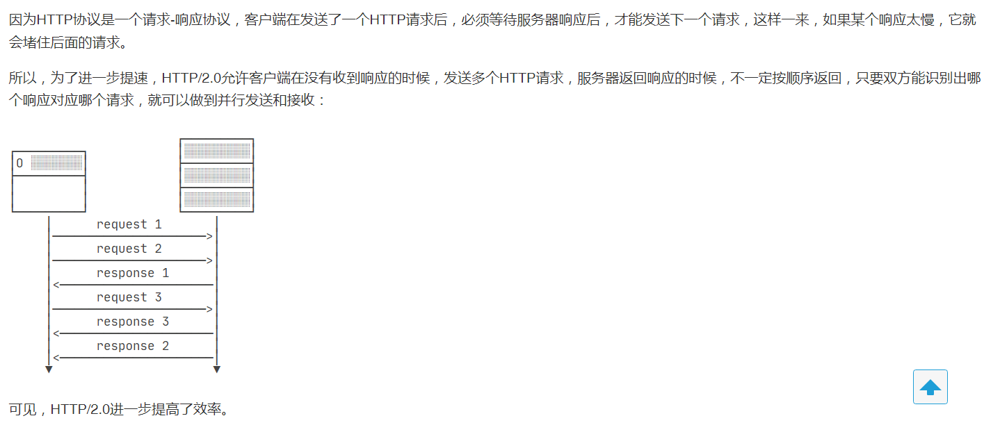 因为HTTP协议是一个请求-响应协议，客户端在发送了一个HTTP请求后，必须等待服务器响应后，才能发送下一个请求，这样一来，如果某个响应太慢，它就
会堵住后面的请求。
所以，为了进一步提速，HTTP/2.0允许客户端在没有收到响应的时候，发送多个HTTP请求，服务器返回响应的时候，不一定按顺序返回，只要双方能识别出哪
个响应对应哪个请求，就可以做到并行发送和接收：
O
request 1
request 2
response 1
request 3
response 3
response 2
可见，HTTP/2.0进一步提高了效率。